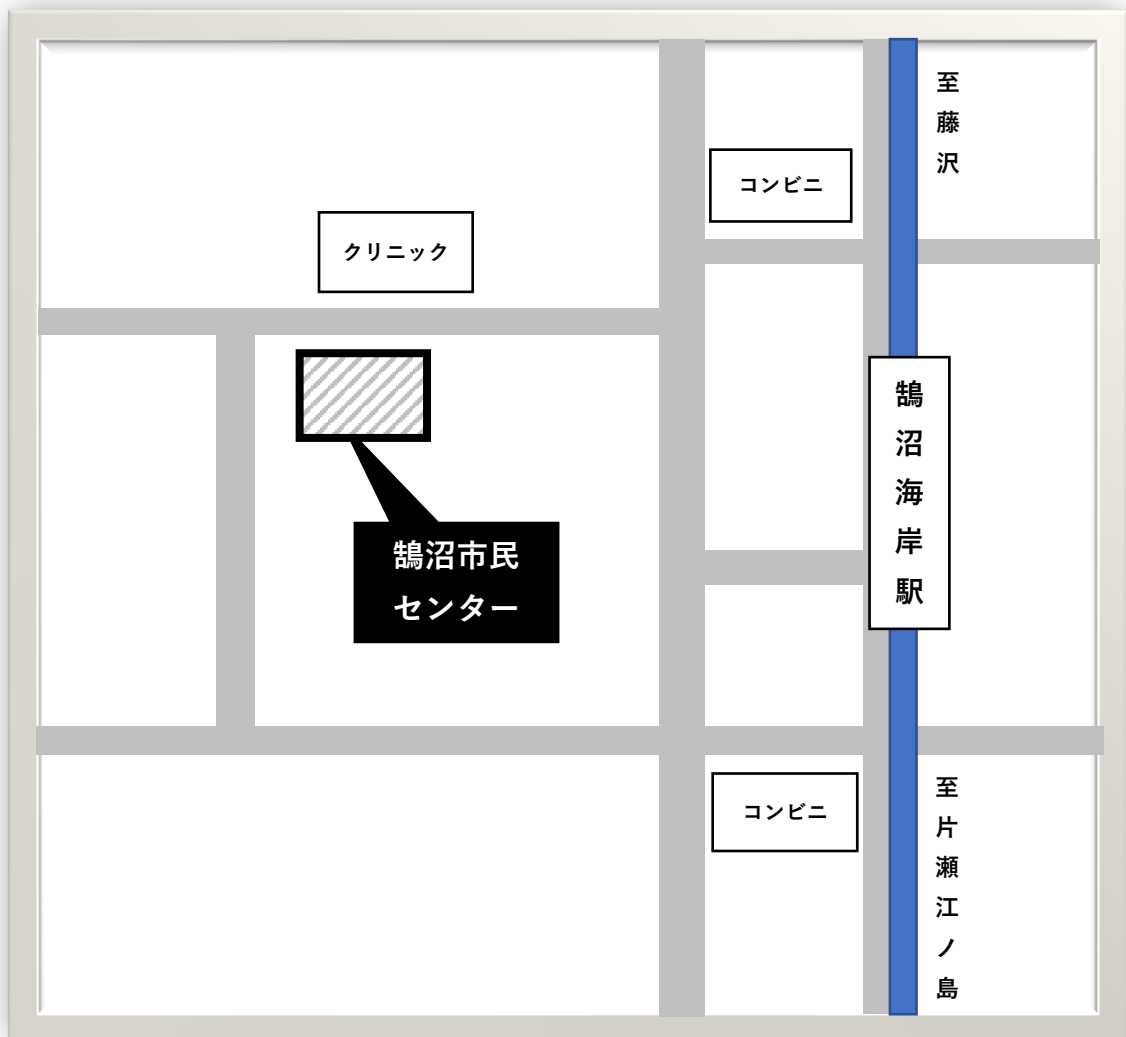 至藤沢
コンビニ
クリニック
鵠沼海岸駅
鵠沼市民
センター
コンビニ
至片瀬江ノ島